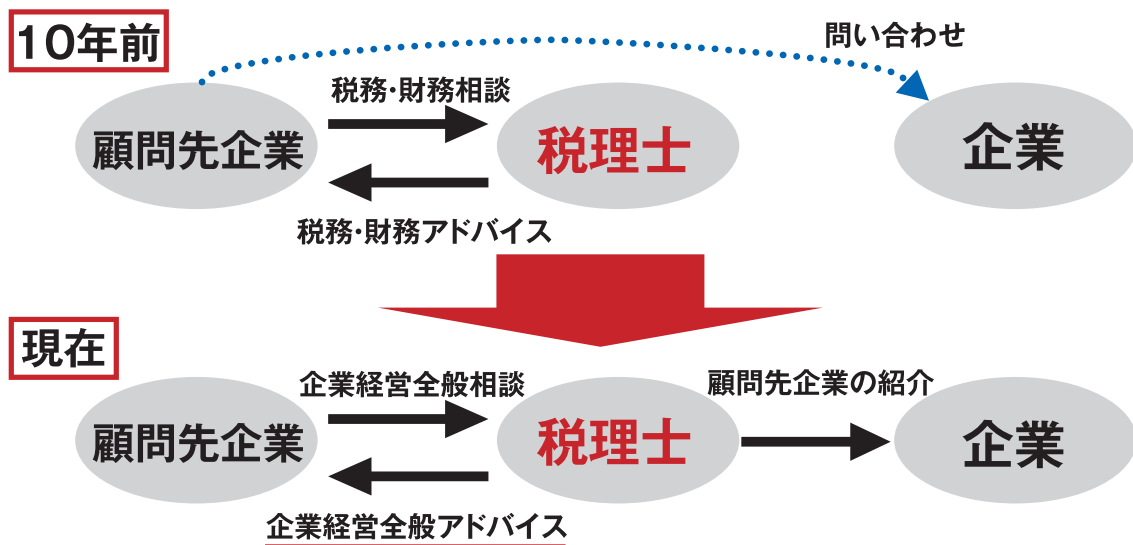 10年前
問い合わせ
税務・財務相談
顧問先企業
税理士
企業
税務・財務アドバイス
現在
企業経営全般相談
顧問先企業の紹介
顧問先企業
税理士
企業
企業経営全般アドバイス